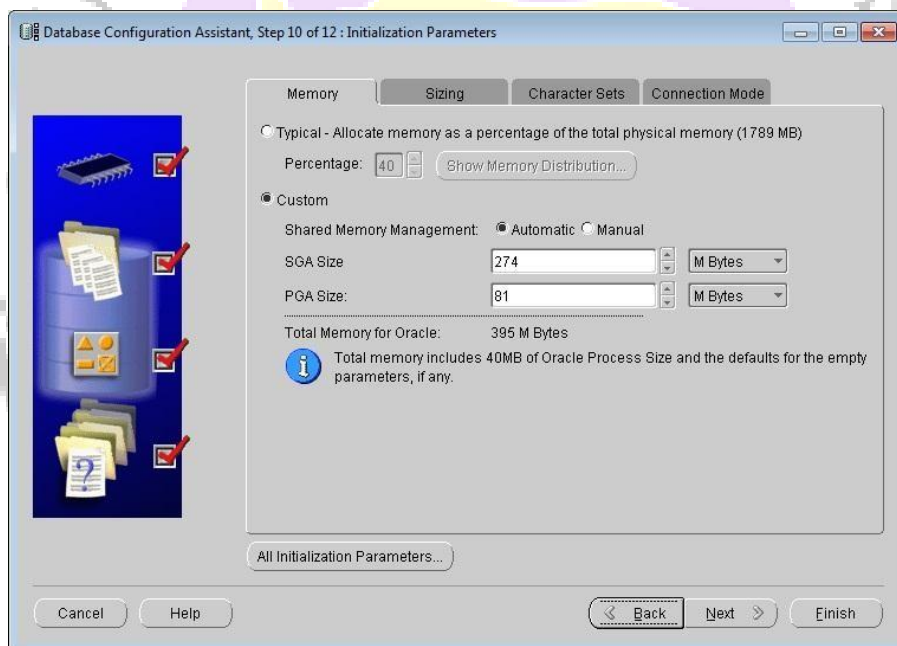 Database Configuration Assistant, Step 10 of 12 : Initialization Parameters
Memory Sizing Character Sets Connection Mode
Typical - Allocate memory as a percentage of the total physical memory (1789 MB)
Percentage: 40 Show Memory Distribution...
Custom
Shared Memory Management: Automatic Manual
SGA Size 274 M Bytes
PGA Size: 81 M Bytes
Total Memory for Oracle: 395 M Bytes
Total memory includes 40MB of Oracle Process Size and the defaults for the empty
parameters, if any.
?
All Initialization Parameters...
Cancel Help Back Next Finish